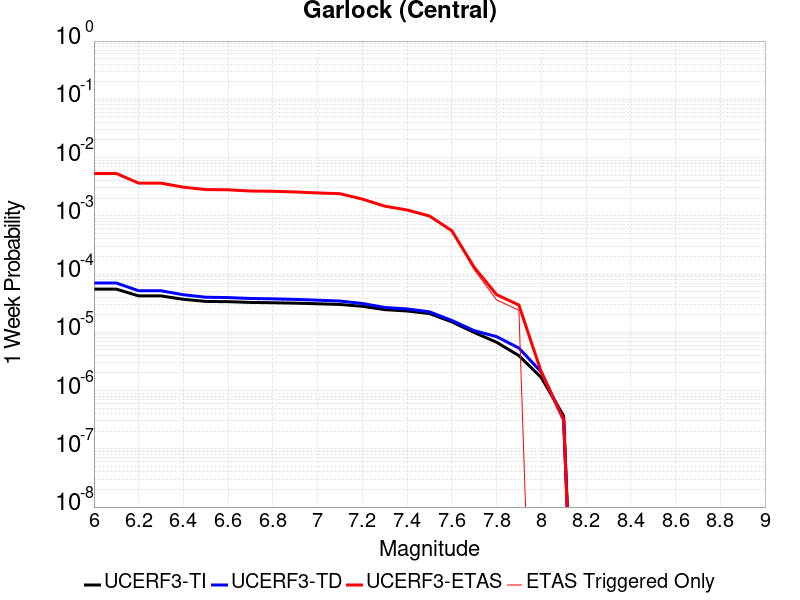 Garlock (Central)
10^0
10^-1
10^-2
10^-3
10^-4
10^-5
10^-6
10^-7
10^-8
1 Week Probability
6 6.2 6.4 6.6 6.8 7 7.2 7.4 7.6 7.8 8 8.2 8.4 8.6 8.8 9
Magnitude
UCERF3-TI UCERF3-TD UCERF3-ETAS ETAS Triggered Only